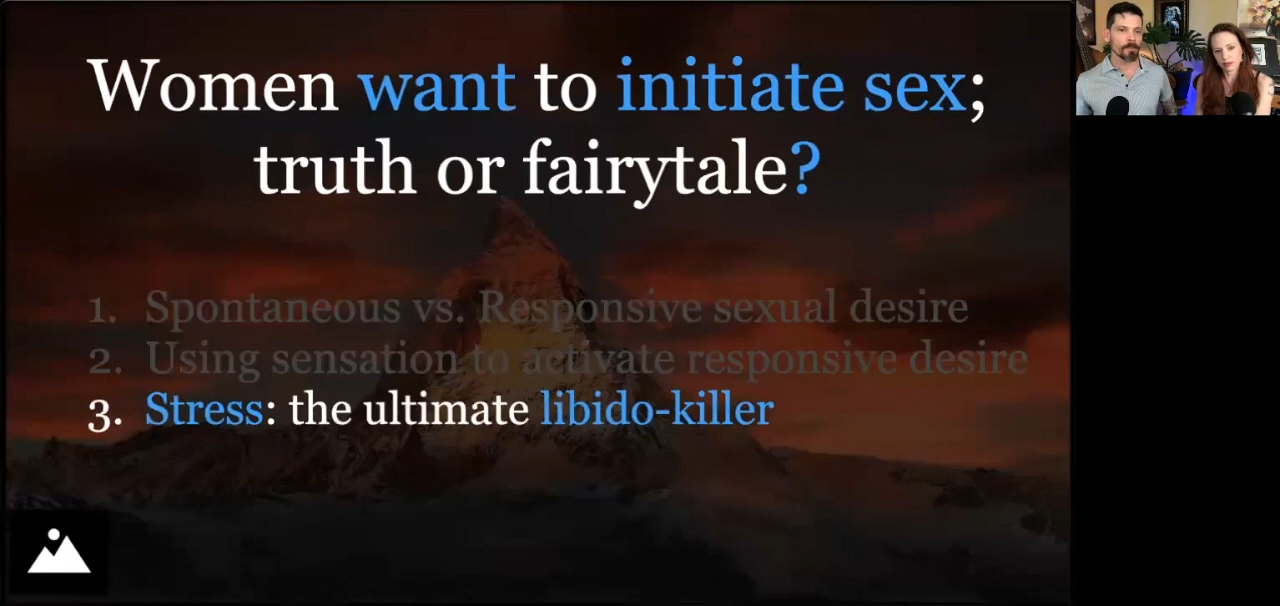 Women want to initiate sex;
truth or fairytale?
1. Spontaneous vs. Responsive sexual desire
2. Using sensation to activate responsive desire
3. Stress: the ultimate libido-killer